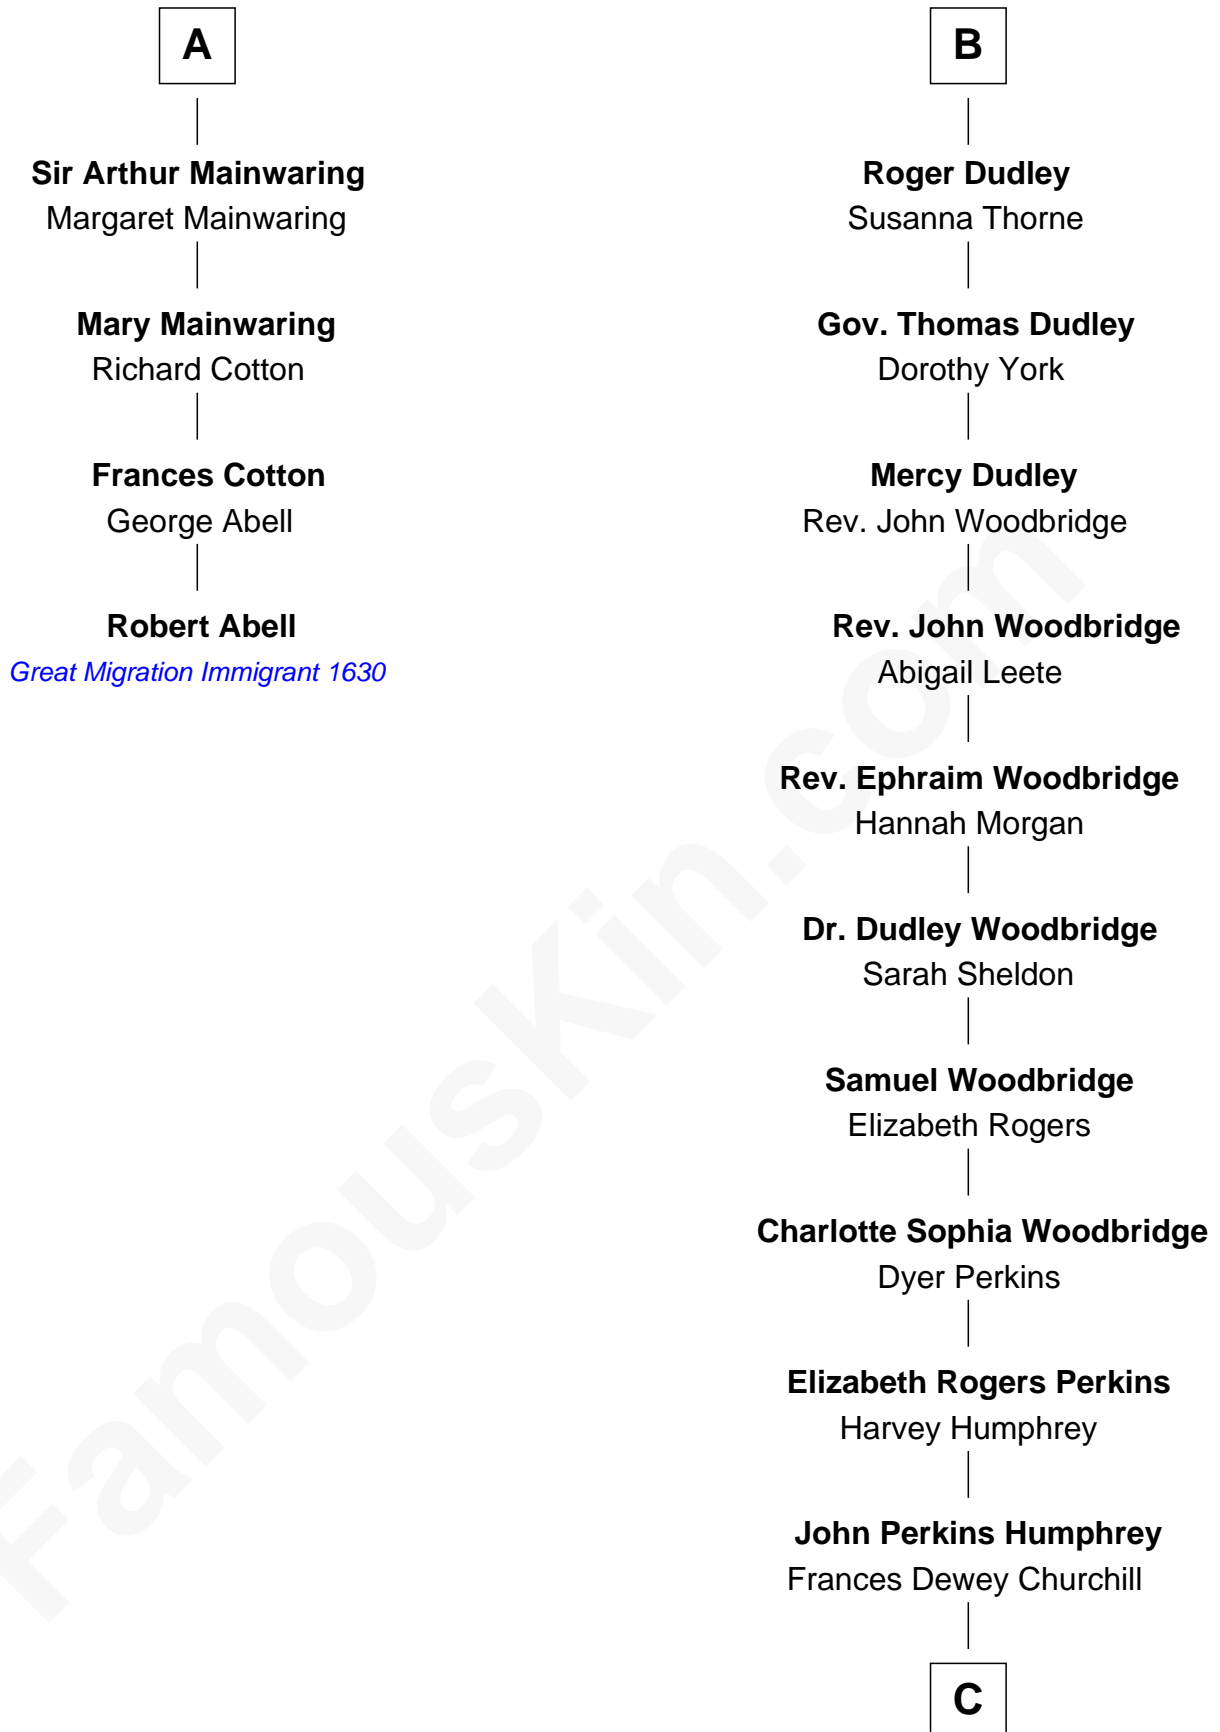 A
Sir Arthur Mainwaring
Margaret Mainwaring
Mary Mainwaring
Richard Cotton
Frances Cotton
George Abell
Robert Abell
Great Migration Immigrant 1630
B
Roger Dudley
Susanna Thorne
Gov. Thomas Dudley
Dorothy York
Mercy Dudley
Rev. John Woodbridge
Rev. John Woodbridge
Abigail Leete
Rev. Ephraim Woodbridge
Hannah Morgan
Dr. Dudley Woodbridge
Sarah Sheldon
Samuel Woodbridge
Elizabeth Rogers
Charlotte Sophia Woodbridge
Dyer Perkins
Elizabeth Rogers Perkins
Harvey Humphrey
John Perkins Humphrey
Frances Dewey Churchill
C
FamousKin.com